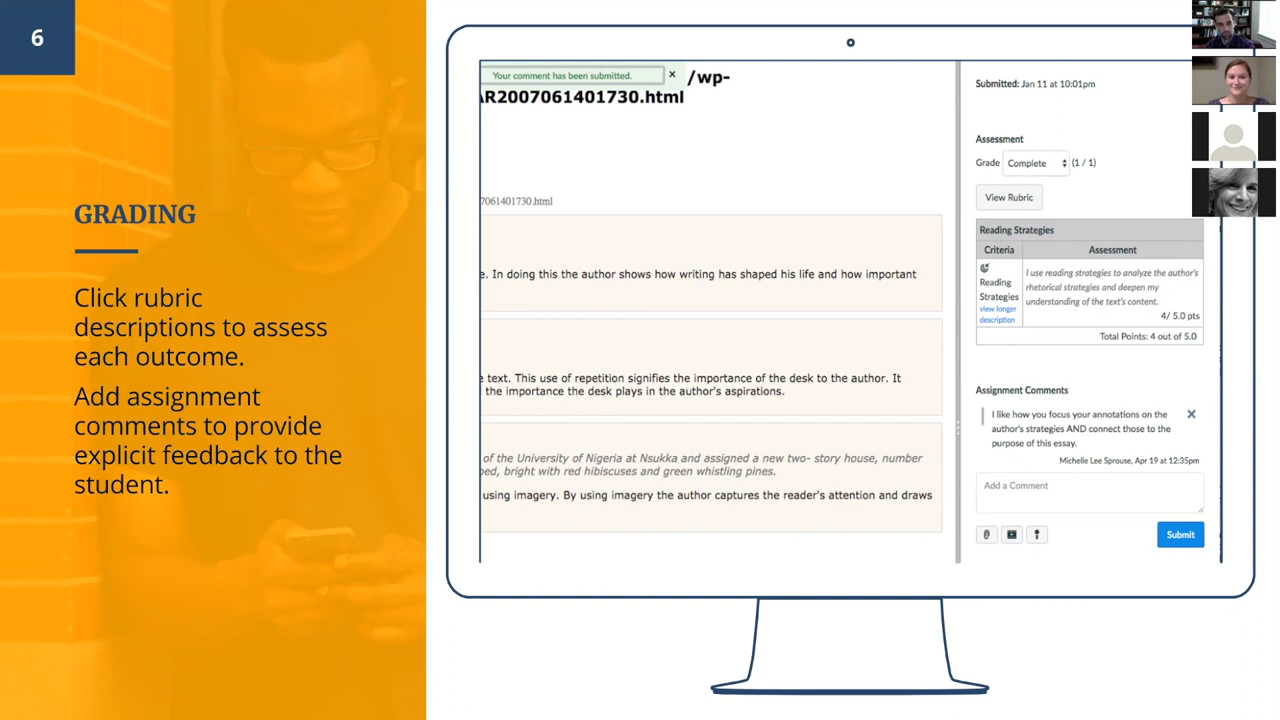 6
GRADING
Click rubric
descriptions to assess
each outcome.
Add assignment
comments to provide
explicit feedback to the
student.
Your comment has been submitted. ×
/wp-
AR2007061401730.html
7061401730.html
e. In doing this the author shows how writing has shaped his life and how important
e text. This use of repetition signifies the importance of the desk to the author. It
the importance the desk plays in the author's aspirations.
of the University of Nigeria at Nsukka and assigned a new two- story house, number
bed, bright with red hibiscuses and green whistling pines.
using imagery. By using imagery the author captures the reader's attention and draws
Submitted: Jan 11 at 10:01pm
Assessment
Grade Complete (1 / 1)
View Rubric
Reading Strategies
Criteria Assessment
Reading
Strategies
view longer
description
I use reading strategies to analyze the author's
rhetorical strategies and deepen my
understanding of the text's content.
4/ 5.0 pts
Total Points: 4 out of 5.0
Assignment Comments
I like how you focus your annotations on the
author's strategies AND connect those to the
purpose of this essay.
Michelle Lee Sprouse, Apr 19 at 12:35pm
Add a Comment
Submit